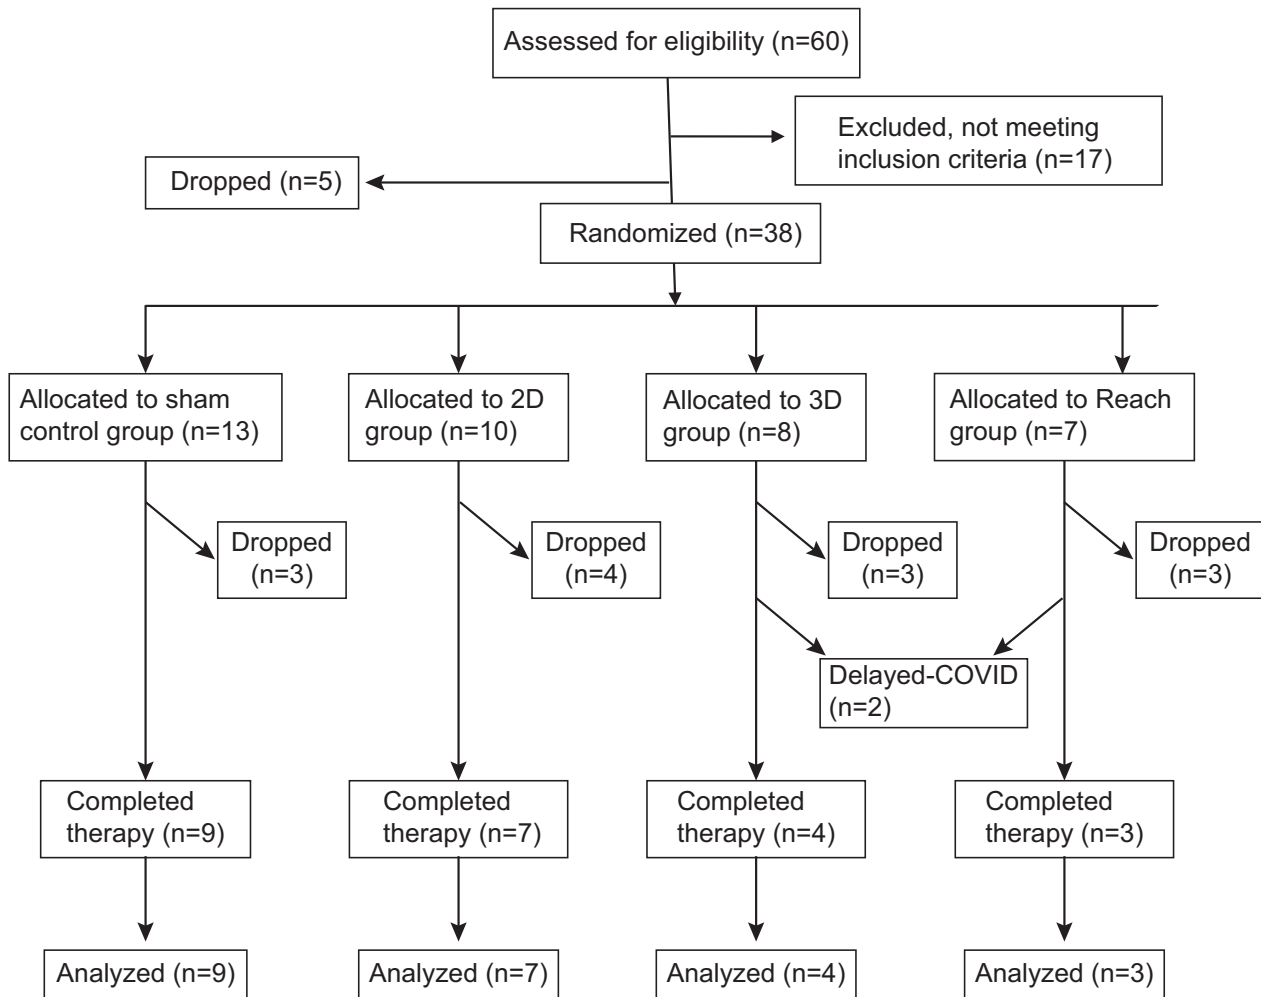 Assessed for eligibility (n=60)
Excluded, not meeting
inclusion criteria (n=17)
Dropped (n=5)
Randomized (n=38)
Allocated to sham
control group (n=13)
Allocated to 2D
group (n=10)
Allocated to 3D
group (n=8)
Allocated to Reach
group (n=7)
Dropped
(n=3)
Dropped
(n=4)
Dropped
(n=3)
Dropped
(n=3)
Delayed-COVID
(n=2)
Completed
therapy (n=9)
Completed
therapy (n=7)
Completed
therapy (n=4)
Completed
therapy (n=3)
Analyzed (n=9)
Analyzed (n=7)
Analyzed (n=4)
Analyzed (n=3)